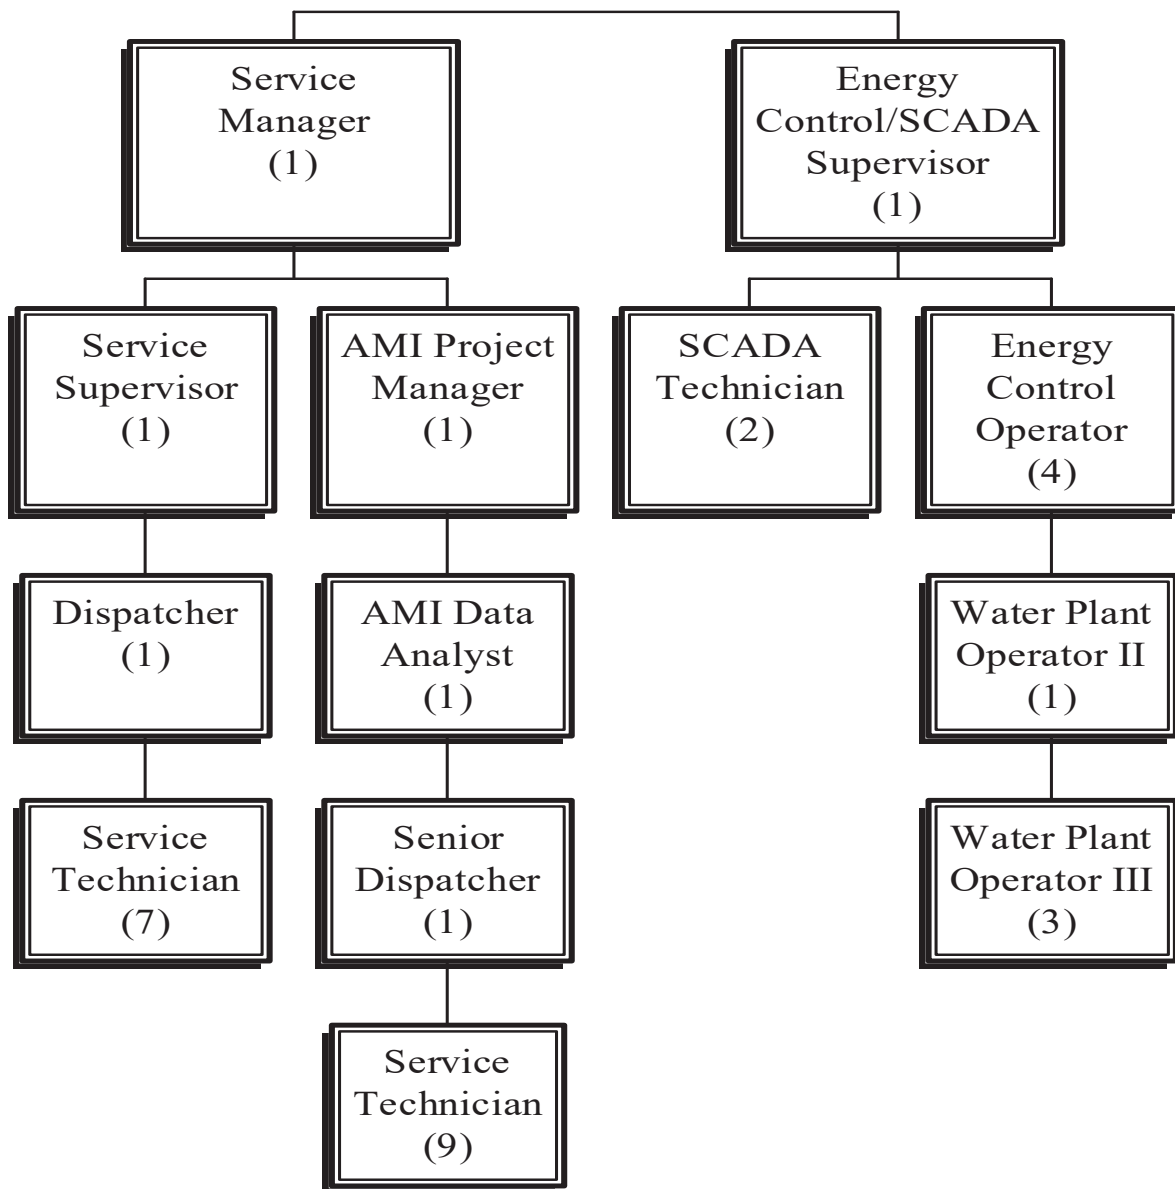 Service
Manager
(1)
Energy
Control/SCADA
Supervisor
(1)
Service
Supervisor
(1)
AMI Project
Manager
(1)
SCADA
Technician
(2)
Energy
Control
Operator
(4)
Dispatcher
(1)
AMI Data
Analyst
(1)
Water Plant
Operator II
(1)
Service
Technician
(7)
Senior
Dispatcher
(1)
Water Plant
Operator III
(3)
Service
Technician
(9)